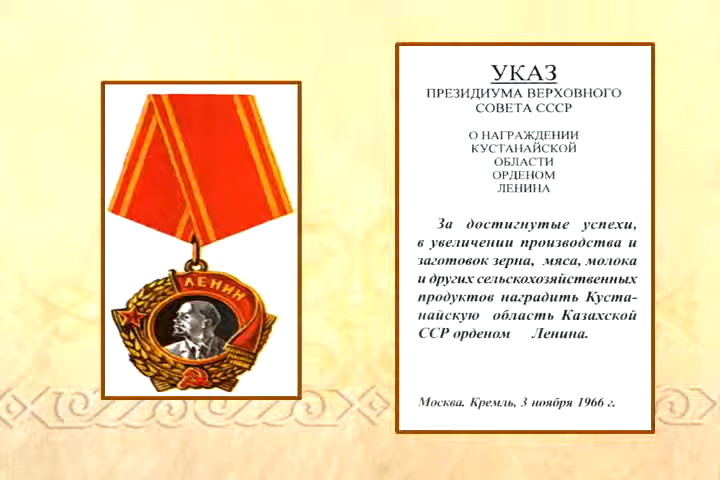 ЛЕНИН
УКАЗ
ПРЕЗИДИУМА ВЕРХОВНОГО
СОВЕТА СССР
О НАГРАЖДЕНИИ
КУСТАНАЙСКОЙ
ОБЛАСТИ
ОРДЕНОМ
ЛЕНИНА
За достигнутые успехи,
в увеличении производства и
заготовок зерна, мяса, молока
и других сельскохозяйственных
продуктов наградить Куста-
найскую область Казахской
ССР орденом Ленина.
Москва. Кремль, 3 ноября 1966 г.